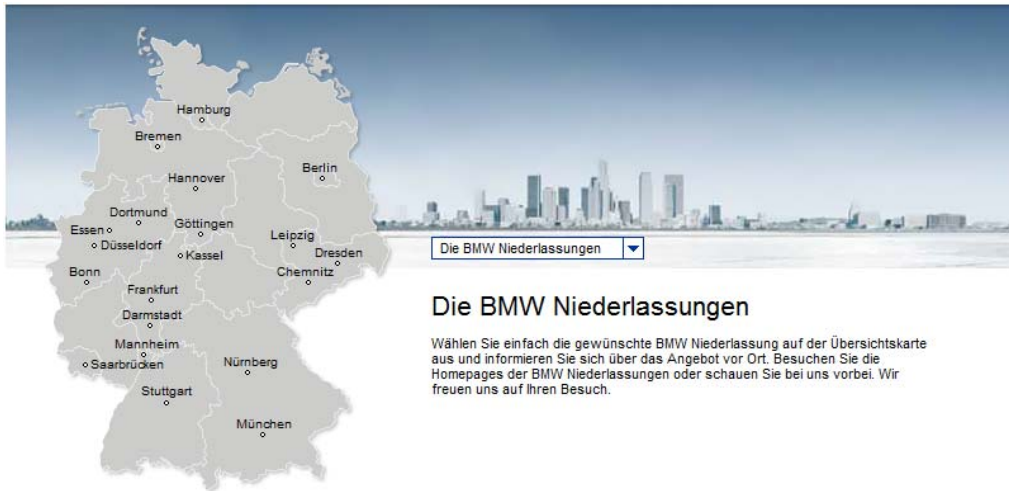 Hamburg
Bremen
Berlin
Hannover
Dortmund
Göttingen
Essen
Leipzig
Düsseldorf
Dresden
Kassel
Bonn
Chemnitz
Frankfurt
Darmstadt
Mannheim
Saarbrücken
Nürnberg
Stuttgart
München
Die BMW Niederlassungen
Die BMW Niederlassungen
Wählen Sie einfach die gewünschte BMW Niederlassung auf der Übersichtskarte
aus und informieren Sie sich über das Angebot vor Ort. Besuchen Sie die
Homepages der BMW Niederlassungen oder schauen Sie bei uns vorbei. Wir
freuen uns auf Ihren Besuch.